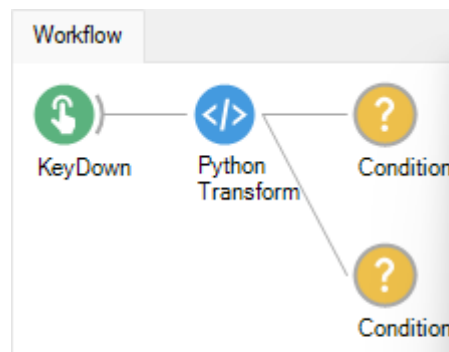 Workflow
KeyDown
Python
Transform
</>
?
Condition
?
Condition